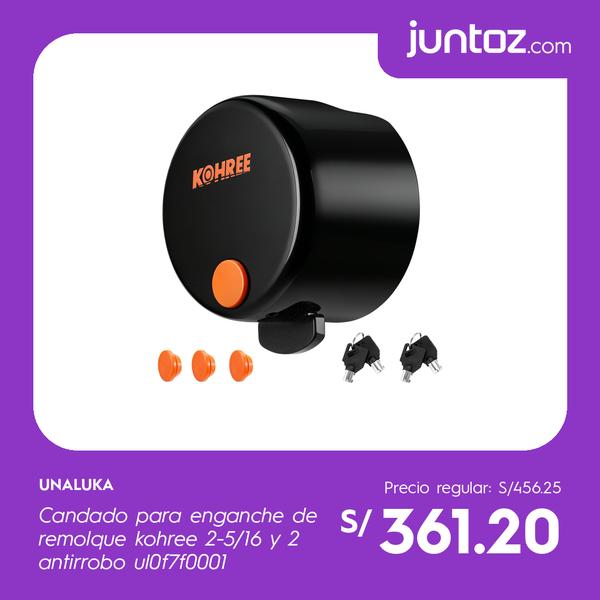 juntoz.com
KOHREE
UNALUKA
Candado para enganche de
remolque kohree 2-5/16 y 2
antirrobo ul0f7f0001
Precio regular: S/456.25
S/ 361.20